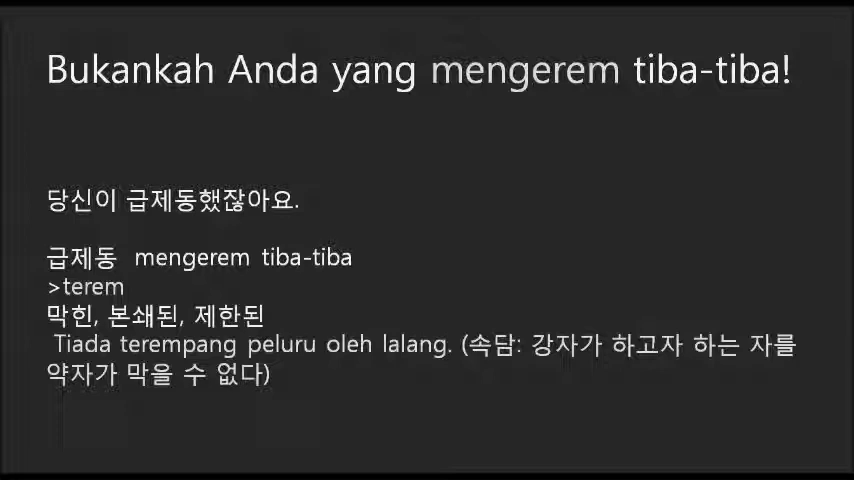 Bukankah Anda yang mengerem tiba-tiba!
당신이 급제동했잖아요.
급제동 mengerem tiba-tiba
>terem
막힌, 본쇄된, 제한된
Tiada terempang peluru oleh lalang. (속담: 강자가 하고자 하는 자를
약자가 막을 수 없다)